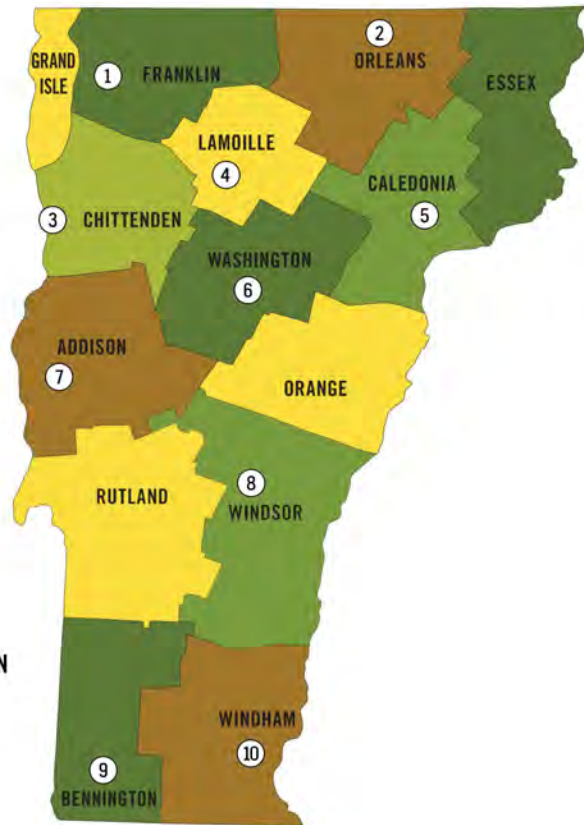 2
ORLEANS
GRAND
ISLE
1 FRANKLIN
ESSEX
LAMOILLE
4
CALEDONIA
5
3 CHITTENDEN
WASHINGTON
6
ADDISON
7
ORANGE
8
WINDSOR
RUTLAND
N
WINDHAM
10
9
BENNINGTON